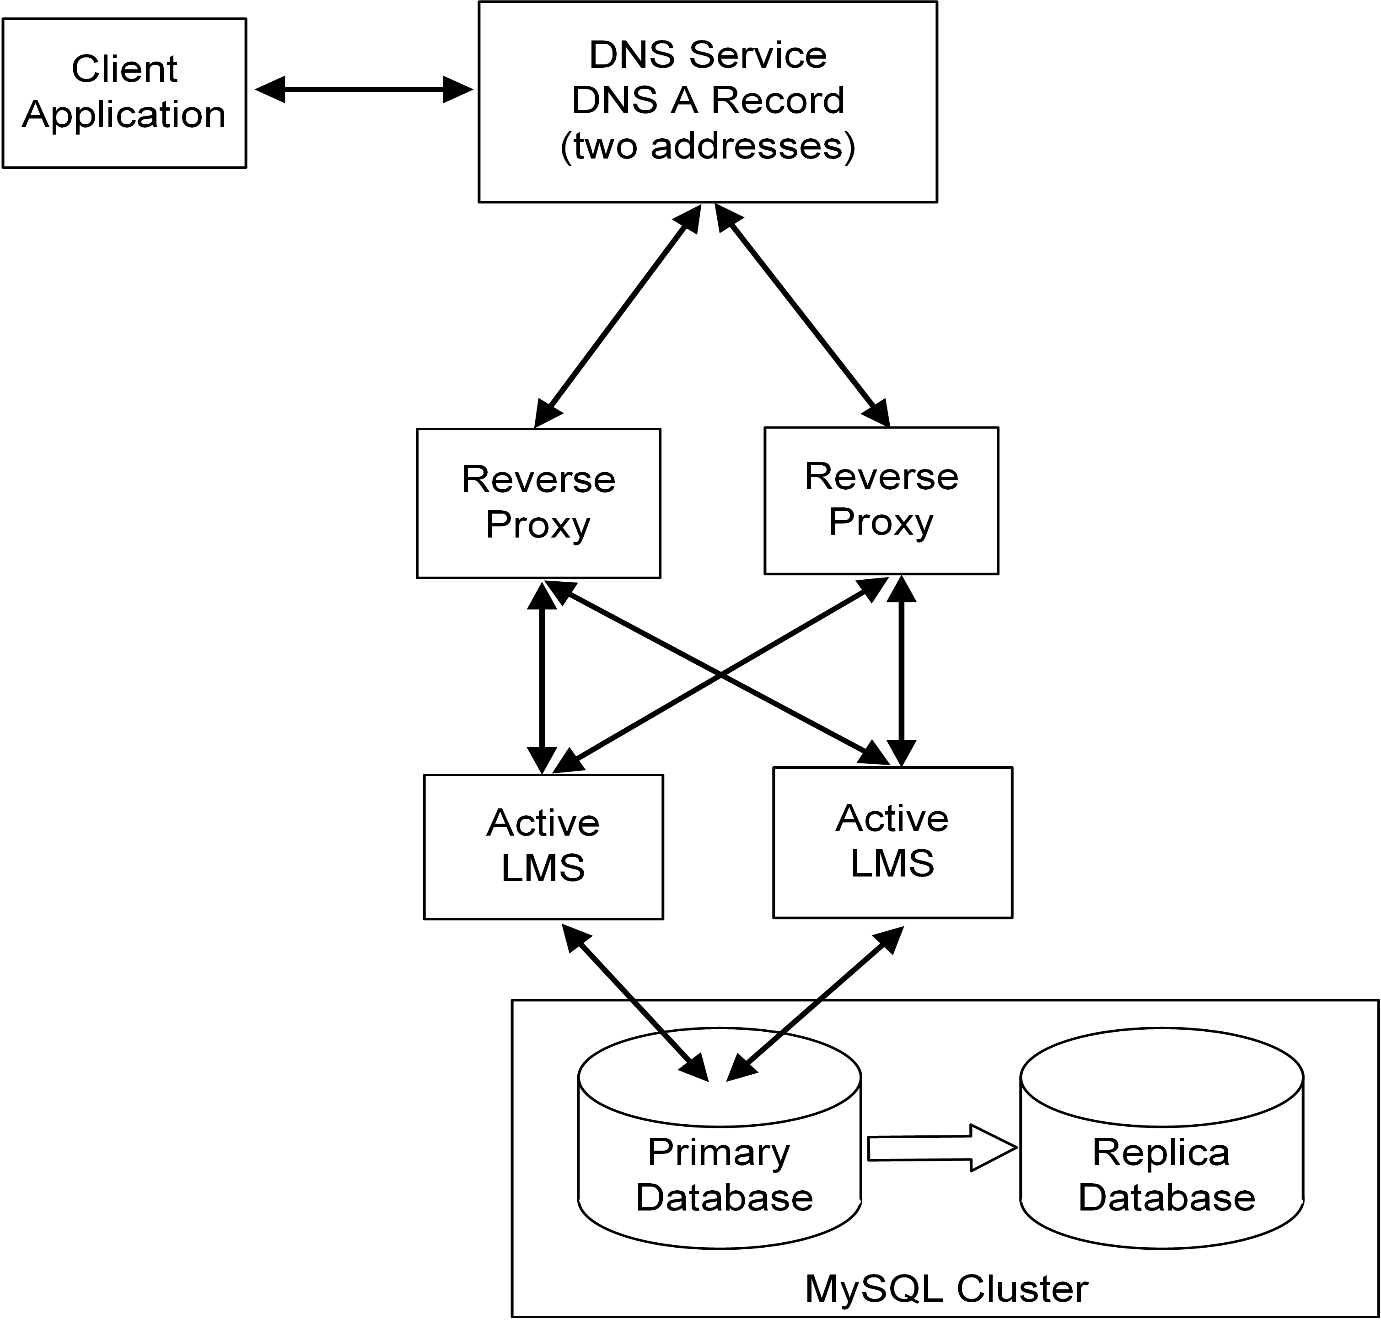 Client
Application
DNS Service
DNS A Record
(two addresses)
Reverse
Proxy
Reverse
Proxy
Active
LMS
Active
LMS
Primary
Database
Replica
Database
MySQL Cluster